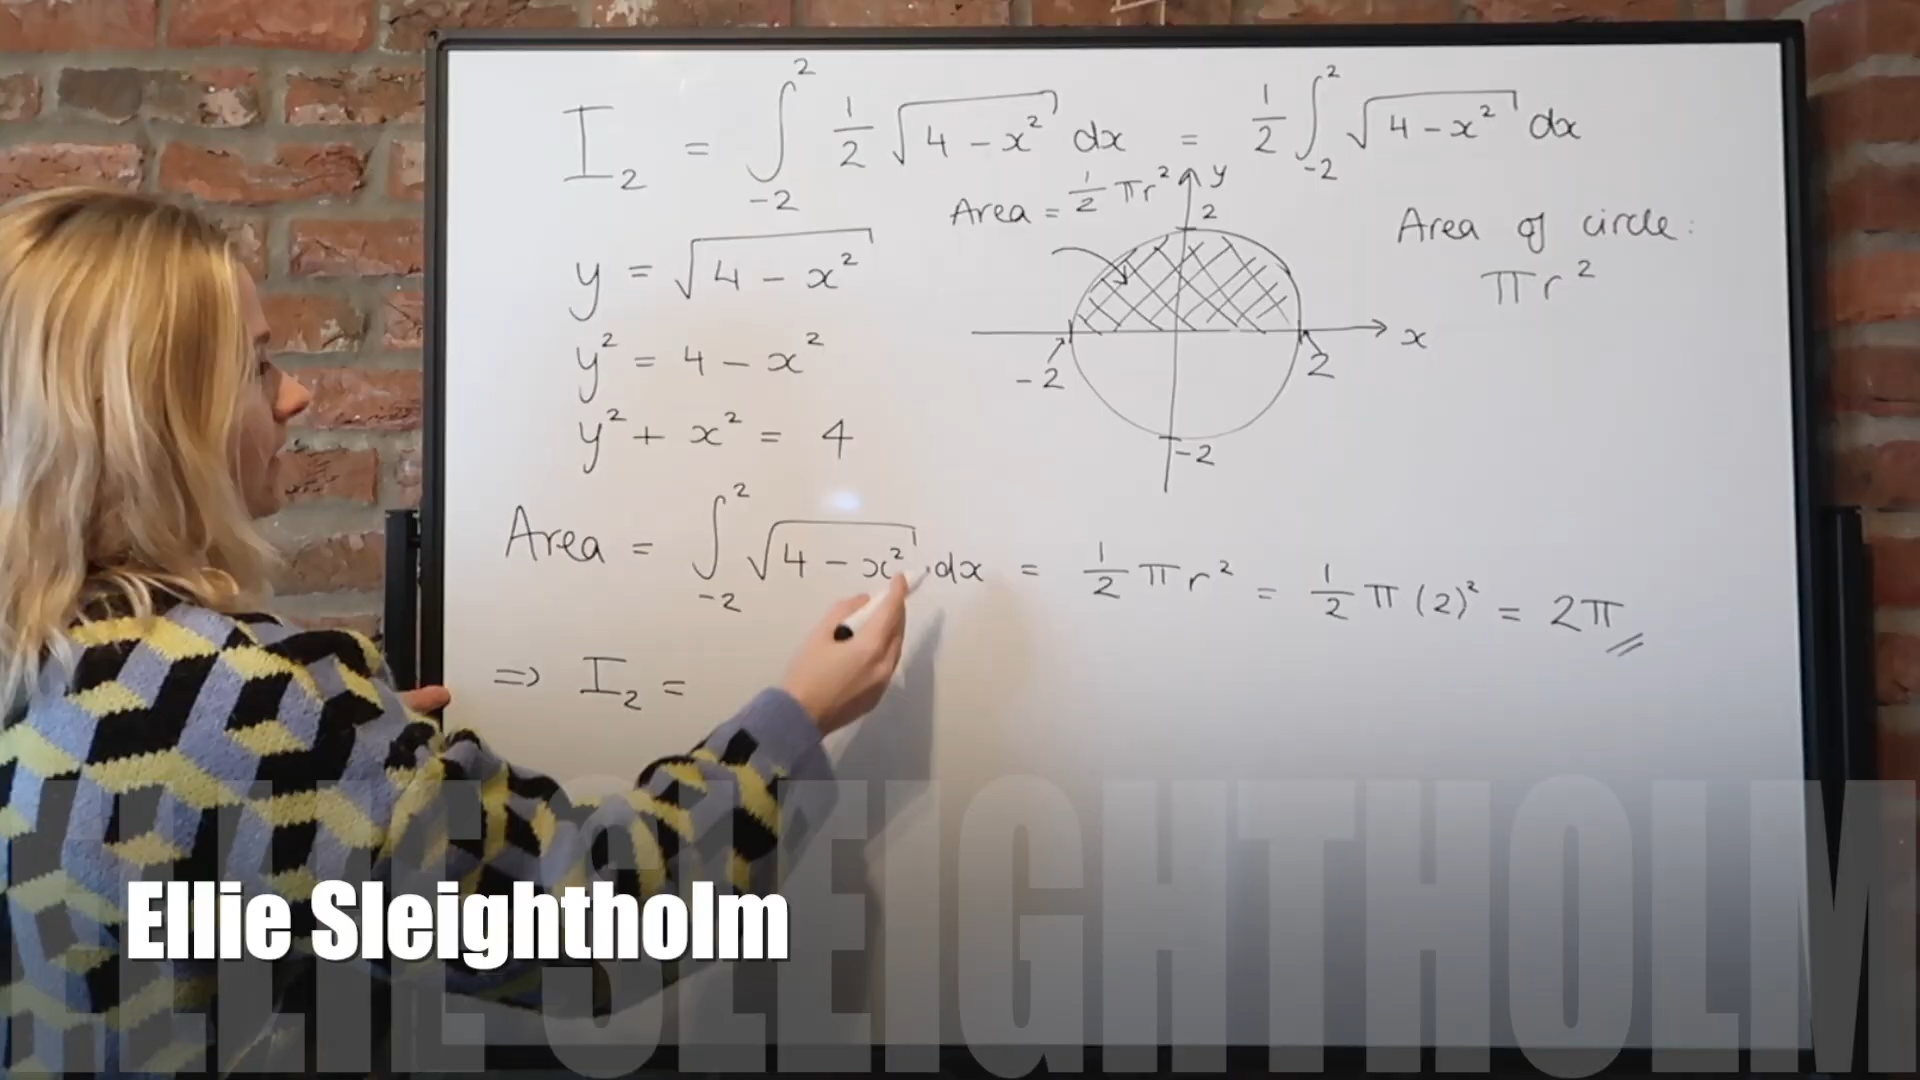 I₂ = ∫₋₂² 1/2 √(4 - x²) dx = 1/2 ∫₋₂² √(4 - x²) dx
Area = 1/2 πr²
y
2
-2
2
x
-2
Area of circle:
πr²
y = √(4 - x²)
y² = 4 - x²
y² + x² = 4
Area = ∫₋₂² √(4 - x²) dx = 1/2 πr² = 1/2 π(2)² = 2π
⇒ I₂ =
Ellie Sleightholm
ELLIE SLEIGHTHOLM